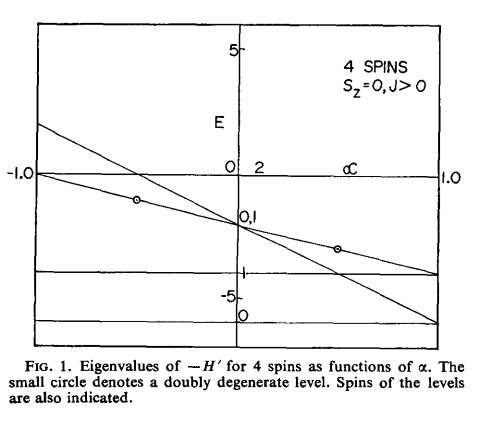 5
4 SPINS
S_z=0, J>0
E
-1.0
0
2
α
1.0
0,1
1
-5
0
FIG. 1. Eigenvalues of −H′ for 4 spins as functions of α. The
small circle denotes a doubly degenerate level. Spins of the levels
are also indicated.